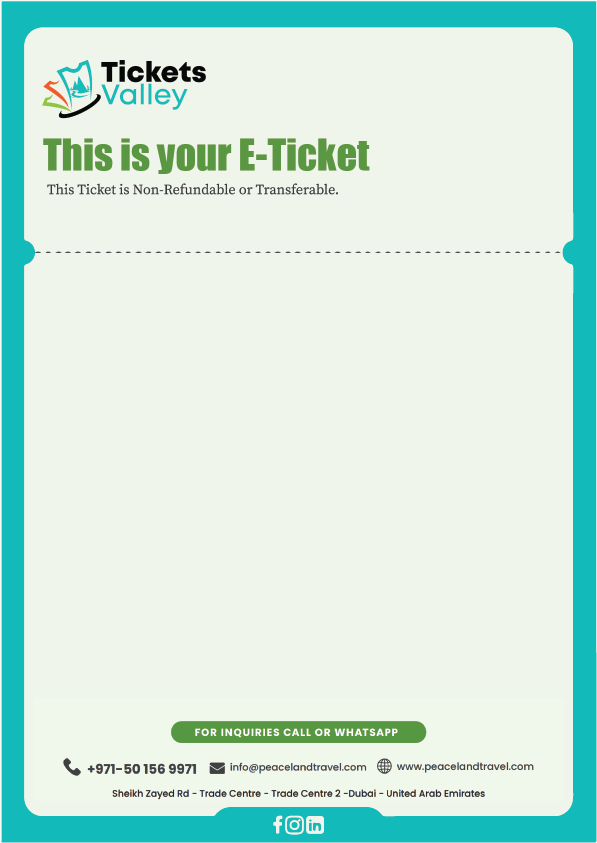 Tickets
Valley
This is your E-Ticket
This Ticket is Non-Refundable or Transferable.
FOR INQUIRIES CALL OR WHATSAPP
+971-50 156 9971 info@peacelandtravel.com www.peacelandtravel.com
Sheikh Zayed Rd - Trade Centre - Trade Centre 2 -Dubai - United Arab Emirates